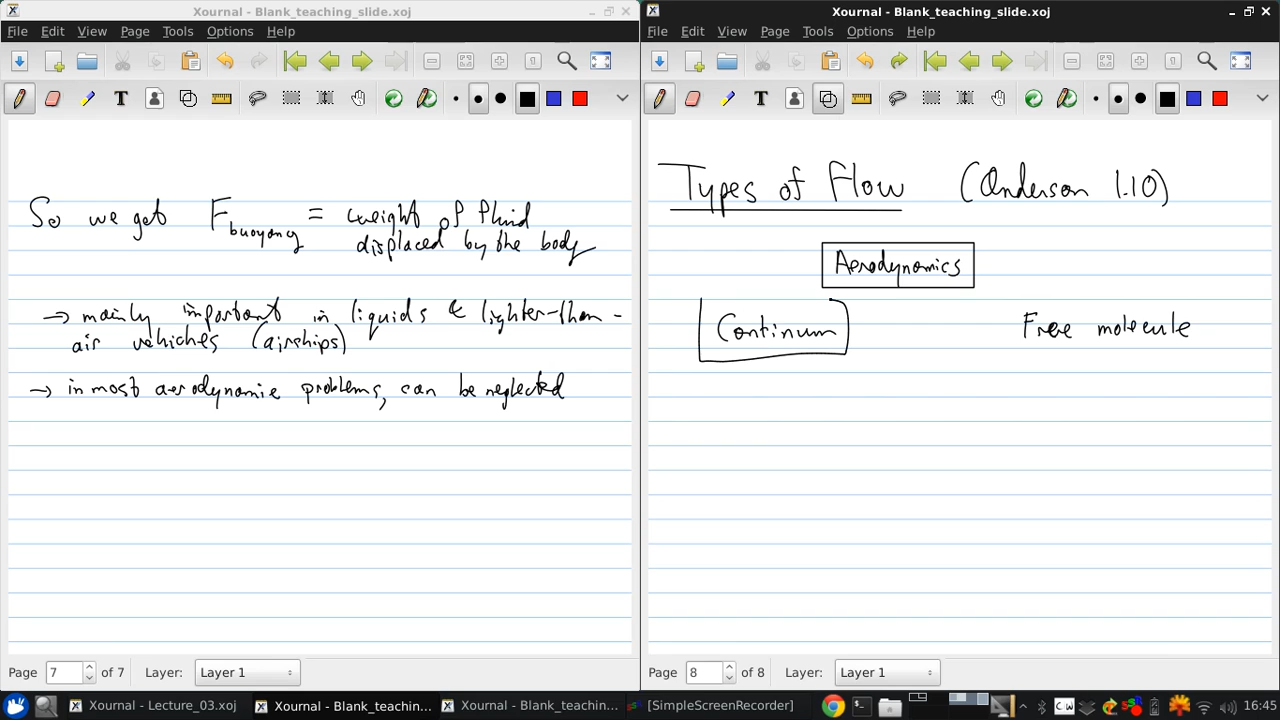 Xournal - Blank_teaching_slide.xoj
File Edit View Page Tools Options Help
So we get F buoyancy = weight of fluid
displaced by the body
→ mainly important in liquids & lighter-than-
air vehicles (airships)
→ in most aerodynamic problems, can be neglected
Page 7 of 7 Layer: Layer 1
Xournal - Blank_teaching_slide.xoj
File Edit View Page Tools Options Help
Types of Flow (Anderson 1.10)
Aerodynamics
Continuum Free molecule
Page 8 of 8 Layer: Layer 1
Xournal - Lecture_03.xoj Xournal - Blank_teachin... Xournal - Blank_teachin... [SimpleScreenRecorder] 16:45